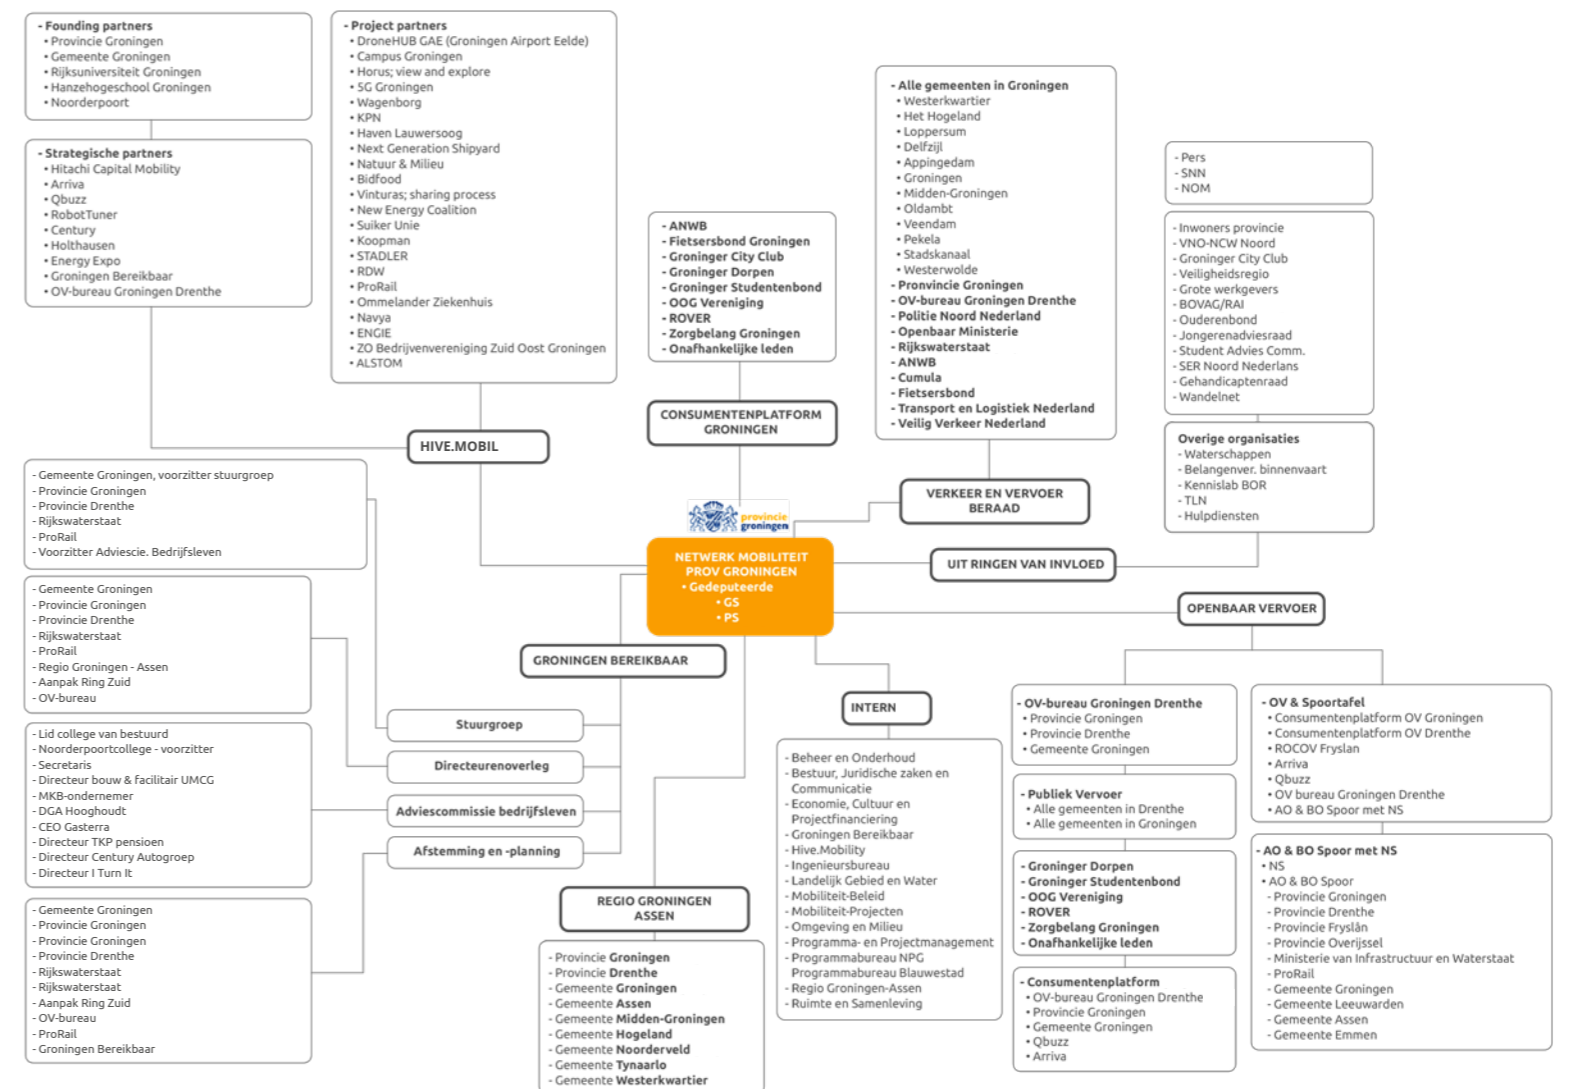 - Founding partners
• Provincie Groningen
• Gemeente Groningen
• Rijksuniversiteit Groningen
• Hanzehogeschool Groningen
• Noorderpoort
- Strategische partners
• Hitachi Capital Mobility
• Arriva
• Qbuzz
• RobotTuner
• Century
• Holthausen
• Energy Expo
• Groningen Bereikbaar
• OV-bureau Groningen Drenthe
- Project partners
• DroneHUB GAE (Groningen Airport Eelde)
• Campus Groningen
• Horus; view and explore
• 5G Groningen
• Wagenborg
• KPN
• Haven Lauwersoog
• Next Generation Shipyard
• Natuur & Milieu
• Bidfood
• Vinturas; sharing process
• New Energy Coalition
• Suiker Unie
• Koopman
• STADLER
• RDW
• ProRail
• Ommelander Ziekenhuis
• Navya
• ENGIE
• ZO Bedrijvenvereniging Zuid Oost Groningen
• ALSTOM
HIVE.MOBIL
- ANWB
- Fietsersbond Groningen
- Groninger City Club
- Groninger Dorpen
- Groninger Studentenbond
- OOG Vereniging
- ROVER
- Zorgbelang Groningen
- Onafhankelijke leden
CONSUMENTENPLATFORM
GRONINGEN
- Alle gemeenten in Groningen
• Westerkwartier
• Het Hogeland
• Loppersum
• Delfzijl
• Appingedam
• Groningen
• Midden-Groningen
• Oldambt
• Veendam
• Pekela
• Stadskanaal
• Westerwolde
- Pronvincie Groningen
- OV-bureau Groningen Drenthe
- Politie Noord Nederland
- Openbaar Ministerie
- Rijkswaterstaat
- ANWB
- Cumula
- Fietsersbond
- Transport en Logistiek Nederland
- Veilig Verkeer Nederland
VERKEER EN VERVOER
BERAAD
- Pers
- SNN
- NOM
- Inwoners provincie
- VNO-NCW Noord
- Groninger City Club
- Veiligheidsregio
- Grote werkgevers
- BOVAG/RAI
- Ouderenbond
- Jongerenadviesraad
- Student Advies Comm.
- SER Noord Nederlans
- Gehandicaptenraad
- Wandelnet
Overige organisaties
- Waterschappen
- Belangenver. binnenvaart
- Kennislab BOR
- TLN
- Hulpdiensten
UIT RINGEN VAN INVLOED
provincie
groningen
NETWERK MOBILITEIT
PROV GRONINGEN
• Gedeputeerde
• GS
• PS
- Gemeente Groningen, voorzitter stuurgroep
- Provincie Groningen
- Provincie Drenthe
- Rijkswaterstaat
- ProRail
- Voorzitter Adviescie. Bedrijfsleven
- Gemeente Groningen
- Provincie Groningen
- Provincie Drenthe
- Rijkswaterstaat
- ProRail
- Regio Groningen - Assen
- Aanpak Ring Zuid
- OV-bureau
- Lid college van bestuurd
- Noorderpoortcollege - voorzitter
- Secretaris
- Directeur bouw & facilitair UMCG
- MKB-ondernemer
- DGA Hooghoudt
- CEO Gasterra
- Directeur TKP pensioen
- Directeur Century Autogroep
- Directeur I Turn It
- Gemeente Groningen
- Provincie Groningen
- Provincie Groningen
- Provincie Drenthe
- Rijkswaterstaat
- Rijkswaterstaat
- Aanpak Ring Zuid
- OV-bureau
- ProRail
- Groningen Bereikbaar
GRONINGEN BEREIKBAAR
Stuurgroep
Directeurenoverleg
Adviescommissie bedrijfsleven
Afstemming en -planning
REGIO GRONINGEN
ASSEN
- Provincie Groningen
- Provincie Drenthe
- Gemeente Groningen
- Gemeente Assen
- Gemeente Midden-Groningen
- Gemeente Hogeland
- Gemeente Noorderveld
- Gemeente Tynaarlo
- Gemeente Westerkwartier
INTERN
- Beheer en Onderhoud
- Bestuur, Juridische zaken en
Communicatie
- Economie, Cultuur en
Projectfinanciering
- Groningen Bereikbaar
- Hive.Mobility
- Ingenieursbureau
- Landelijk Gebied en Water
- Mobiliteit-Beleid
- Mobiliteit-Projecten
- Omgeving en Milieu
- Programma- en Projectmanagement
- Programmabureau NPG
Programmabureau Blauwestad
- Regio Groningen-Assen
- Ruimte en Samenleving
OPENBAAR VERVOER
- OV-bureau Groningen Drenthe
• Provincie Groningen
• Provincie Drenthe
• Gemeente Groningen
- Publiek Vervoer
• Alle gemeenten in Drenthe
• Alle gemeenten in Groningen
- Groninger Dorpen
- Groninger Studentenbond
- OOG Vereniging
- ROVER
- Zorgbelang Groningen
- Onafhankelijke leden
- Consumentenplatform
• OV-bureau Groningen Drenthe
• Provincie Groningen
• Gemeente Groningen
• Qbuzz
• Arriva
- OV & Spoortafel
• Consumentenplatform OV Groningen
• Consumentenplatform OV Drenthe
• ROCOV Fryslan
• Arriva
• Qbuzz
• OV bureau Groningen Drenthe
• AO & BO Spoor met NS
- AO & BO Spoor met NS
• NS
• AO & BO Spoor
- Provincie Groningen
- Provincie Drenthe
- Provincie Fryslân
- Provincie Overijssel
- Ministerie van Infrastructuur en Waterstaat
- ProRail
- Gemeente Groningen
- Gemeente Leeuwarden
- Gemeente Assen
- Gemeente Emmen